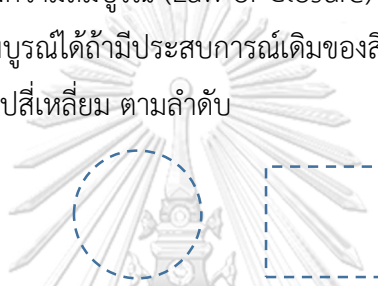 ความสมบูรณ์ (Law of Closure)
บูรณ์ได้ถ้ามีประสบการณ์เดิมของสิ
ปสี่เหลี่ยม ตามลำดับ